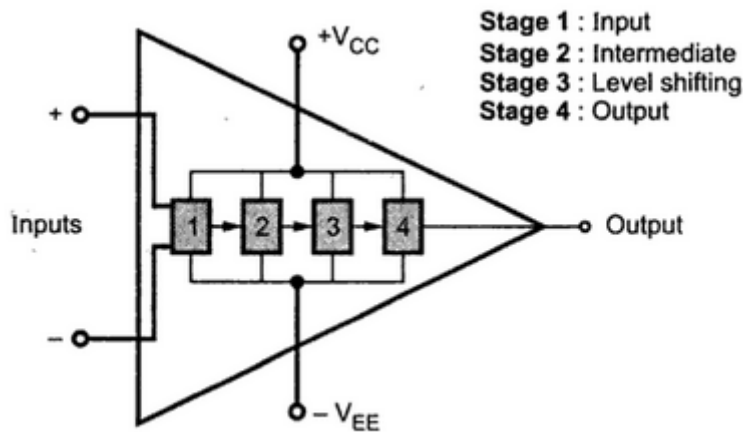 Stage 1 : Input
Stage 2 : Intermediate
Stage 3 : Level shifting
Stage 4 : Output
+VCC
+
Inputs
1 2 3 4
Output
–
– VEE